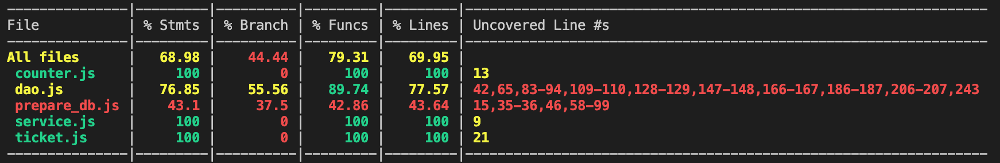 ---------------|---------|----------|---------|---------|-----------------------------------------------------------------
File           | % Stmts | % Branch | % Funcs | % Lines | Uncovered Line #s
---------------|---------|----------|---------|---------|-----------------------------------------------------------------
All files      |   68.98 |    44.44 |   79.31 |   69.95 |
 counter.js    |     100 |        0 |     100 |     100 | 13
 dao.js        |   76.85 |    55.56 |   89.74 |   77.57 | 42,65,83-94,109-110,128-129,147-148,166-167,186-187,206-207,243
 prepare_db.js |    43.1 |     37.5 |   42.86 |   43.64 | 15,35-36,46,58-99
 service.js    |     100 |        0 |     100 |     100 | 9
 ticket.js     |     100 |        0 |     100 |     100 | 21
---------------|---------|----------|---------|---------|-----------------------------------------------------------------